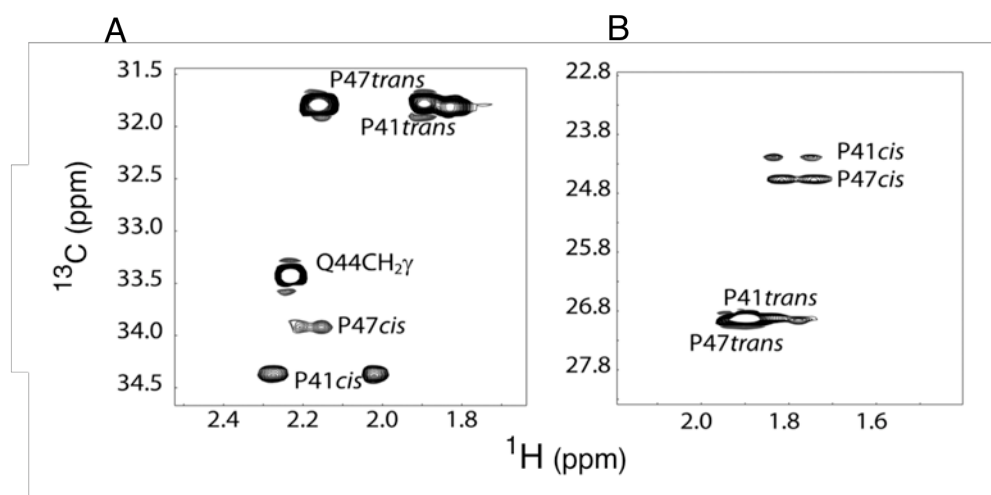 A
B
31.5
32.0
32.5
33.0
33.5
34.0
34.5
13C (ppm)
P47trans
P41trans
Q44CH2γ
P47cis
P41cis
2.4
2.2
2.0
1.8
22.8
23.8
24.8
25.8
26.8
27.8
P41cis
P47cis
P41trans
P47trans
2.0
1.8
1.6
1H (ppm)